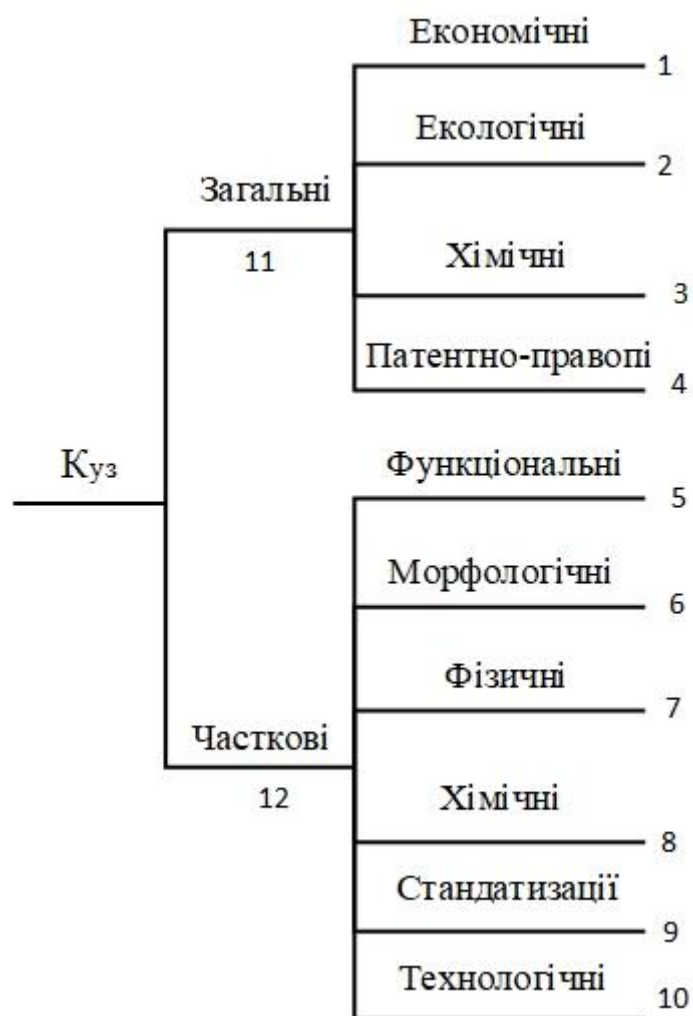 Економічні
1
Екологічні
2
Загальні
11
Хімічні
3
Патентно-правопі
4
Куз
Функціональні
5
Морфологічні
6
Фізичні
7
Часткові
12
Хімічні
8
Стандатизації
9
Технологічні
10